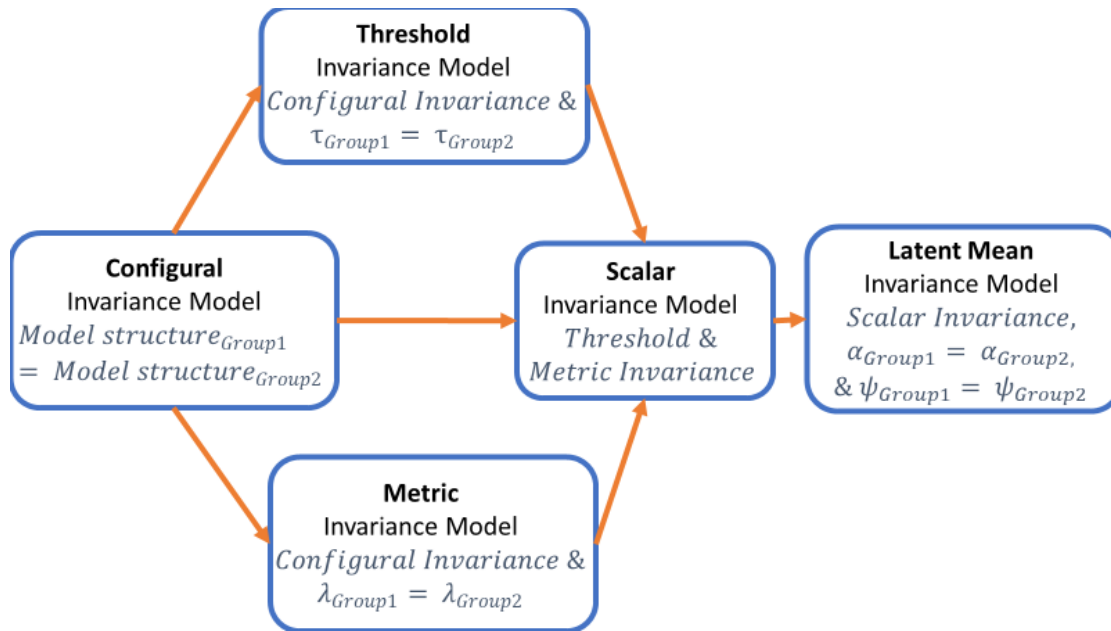 Threshold
Invariance Model
Configural Invariance &
τGroup1 = τGroup2
Configural
Invariance Model
Model structureGroup1
= Model structureGroup2
Scalar
Invariance Model
Threshold &
Metric Invariance
Latent Mean
Invariance Model
Scalar Invariance,
αGroup1 = αGroup2,
& ψGroup1 = ψGroup2
Metric
Invariance Model
Configural Invariance &
λGroup1 = λGroup2